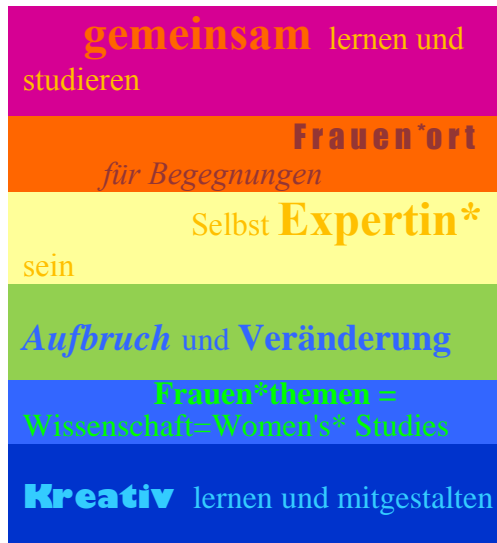 gemeinsam lernen und
studieren
Frauen*ort
für Begegnungen
Selbst Expertin*
sein
Aufbruch und Veränderung
Frauen*themen =
Wissenschaft=Women's* Studies
Kreativ lernen und mitgestalten